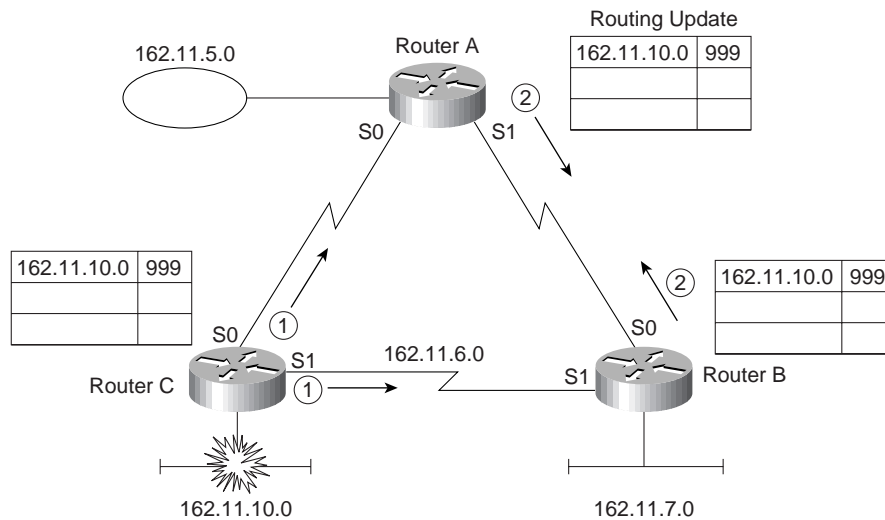 Routing Update
Router A
162.11.5.0
162.11.10.0 999
2
S0
S1
162.11.10.0 999
162.11.10.0 999
2
1
S0
S0
S1
162.11.6.0
Router C
1
S1
Router B
162.11.10.0
162.11.7.0